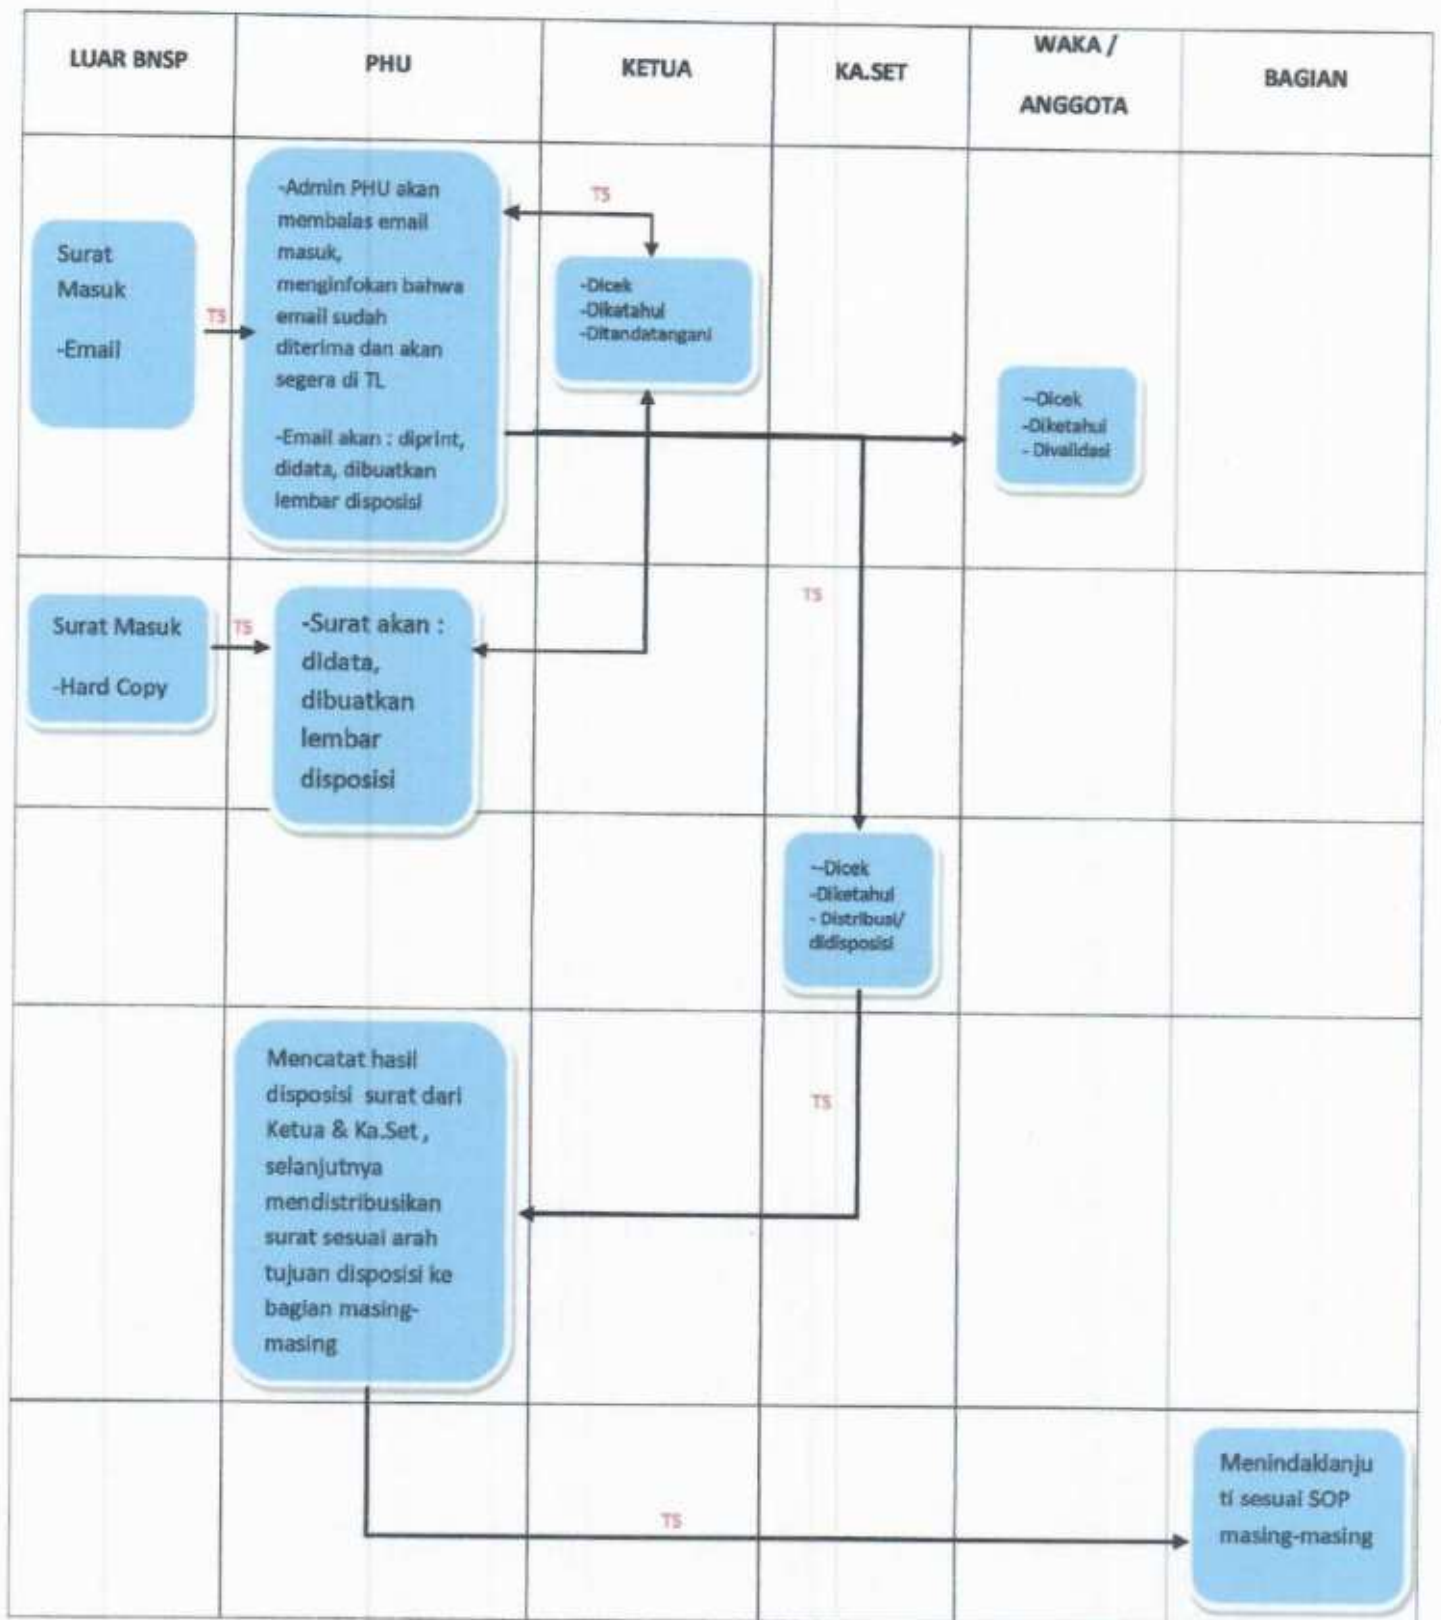 LUAR BNSP
PHU
KETUA
KA.SET
WAKA /
ANGGOTA
BAGIAN
Surat
Masuk
-Email
TS
-Admin PHU akan
membalas email
masuk,
menginfokan bahwa
email sudah
diterima dan akan
segera di TL
-Email akan : diprint,
didata, dibuatkan
lembar disposisi
TS
-Dicek
-Dikatahui
-Ditandatangani
--Dicek
-Diketahui
- Divalidasi
Surat Masuk
-Hard Copy
TS
-Surat akan :
didata,
dibuatkan
lembar
disposisi
TS
--Dicek
-Diketahui
- Distribusi/
didisposisi
Mencatat hasil
disposisi surat dari
Ketua & Ka.Set ,
selanjutnya
mendistribusikan
surat sesuai arah
tujuan disposisi ke
bagian masing-
masing
TS
TS
Menindaklanju
ti sesuai SOP
masing-masing